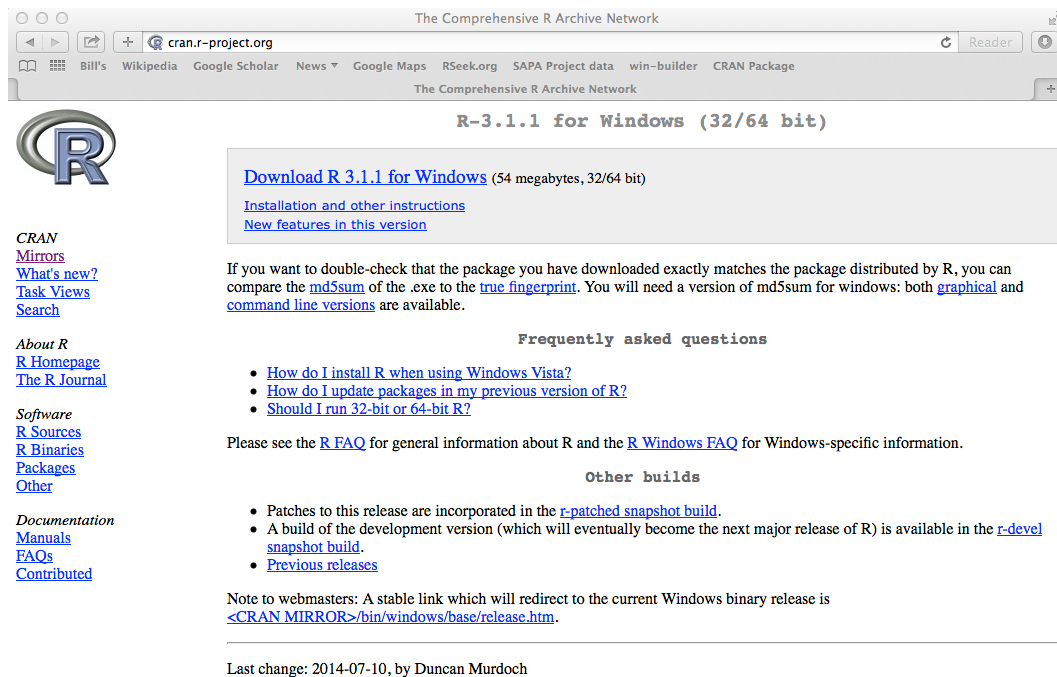 The Comprehensive R Archive Network
cran.r-project.org
Reader
Bill's Wikipedia Google Scholar News Google Maps RSeek.org SAPA Project data win-builder CRAN Package
The Comprehensive R Archive Network
R
CRAN
Mirrors
What's new?
Task Views
Search
About R
R Homepage
The R Journal
Software
R Sources
R Binaries
Packages
Other
Documentation
Manuals
FAQs
Contributed
R-3.1.1 for Windows (32/64 bit)
Download R 3.1.1 for Windows (54 megabytes, 32/64 bit)
Installation and other instructions
New features in this version
If you want to double-check that the package you have downloaded exactly matches the package distributed by R, you can
compare the md5sum of the .exe to the true fingerprint. You will need a version of md5sum for windows: both graphical and
command line versions are available.
Frequently asked questions
• How do I install R when using Windows Vista?
• How do I update packages in my previous version of R?
• Should I run 32-bit or 64-bit R?
Please see the R FAQ for general information about R and the R Windows FAQ for Windows-specific information.
Other builds
• Patches to this release are incorporated in the r-patched snapshot build.
• A build of the development version (which will eventually become the next major release of R) is available in the r-devel
snapshot build.
• Previous releases
Note to webmasters: A stable link which will redirect to the current Windows binary release is
<CRAN MIRROR>/bin/windows/base/release.htm.
Last change: 2014-07-10, by Duncan Murdoch